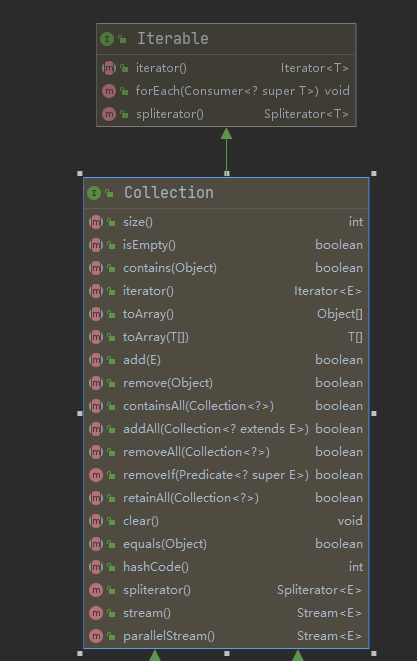 Iterable
iterator() Iterator<T>
forEach(Consumer<? super T>) void
spliterator() Spliterator<T>
Collection
size() int
isEmpty() boolean
contains(Object) boolean
iterator() Iterator<E>
toArray() Object[]
toArray(T[]) T[]
add(E) boolean
remove(Object) boolean
containsAll(Collection<?>) boolean
addAll(Collection<? extends E>) boolean
removeAll(Collection<?>) boolean
removeIf(Predicate<? super E>) boolean
retainAll(Collection<?>) boolean
clear() void
equals(Object) boolean
hashCode() int
spliterator() Spliterator<E>
stream() Stream<E>
parallelStream() Stream<E>